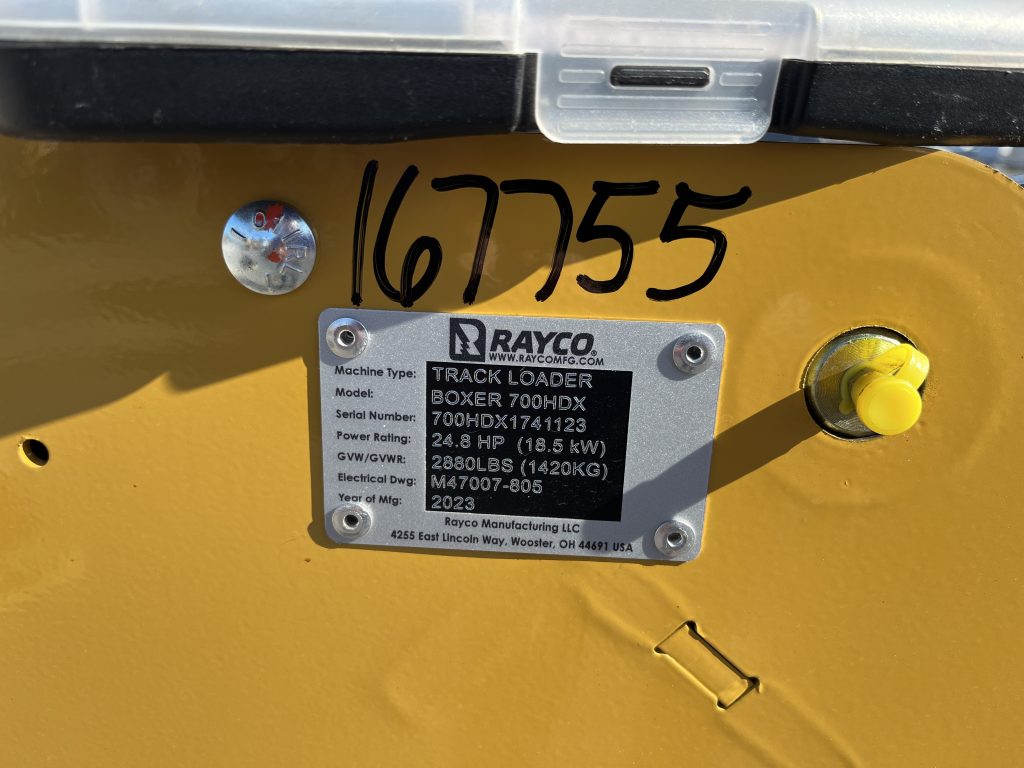 167755
RAYCO®
WWW.RAYCOMFG.COM
Machine Type: TRACK LOADER
Model: BOXER 700HDX
Serial Number: 700HDX1741123
Power Rating: 24.8 HP (18.5 kW)
GVW/GVWR: 2880LBS (1420KG)
Electrical Dwg: M47007-805
Year of Mfg: 2023
Rayco Manufacturing LLC
4255 East Lincoln Way, Wooster, OH 44691 USA